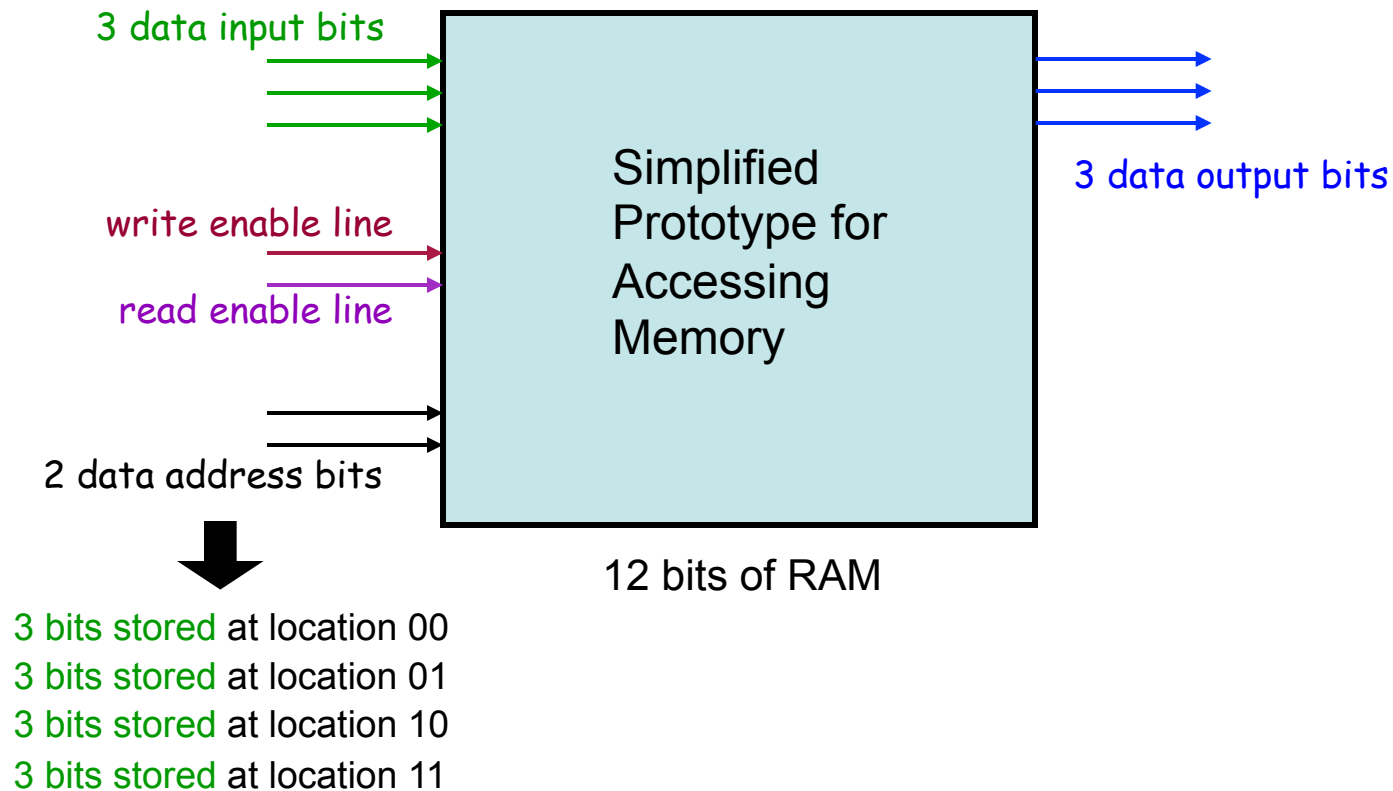 3 data input bits
write enable line
read enable line
2 data address bits
3 bits stored at location 00
3 bits stored at location 01
3 bits stored at location 10
3 bits stored at location 11
Simplified
Prototype for
Accessing
Memory
12 bits of RAM
3 data output bits